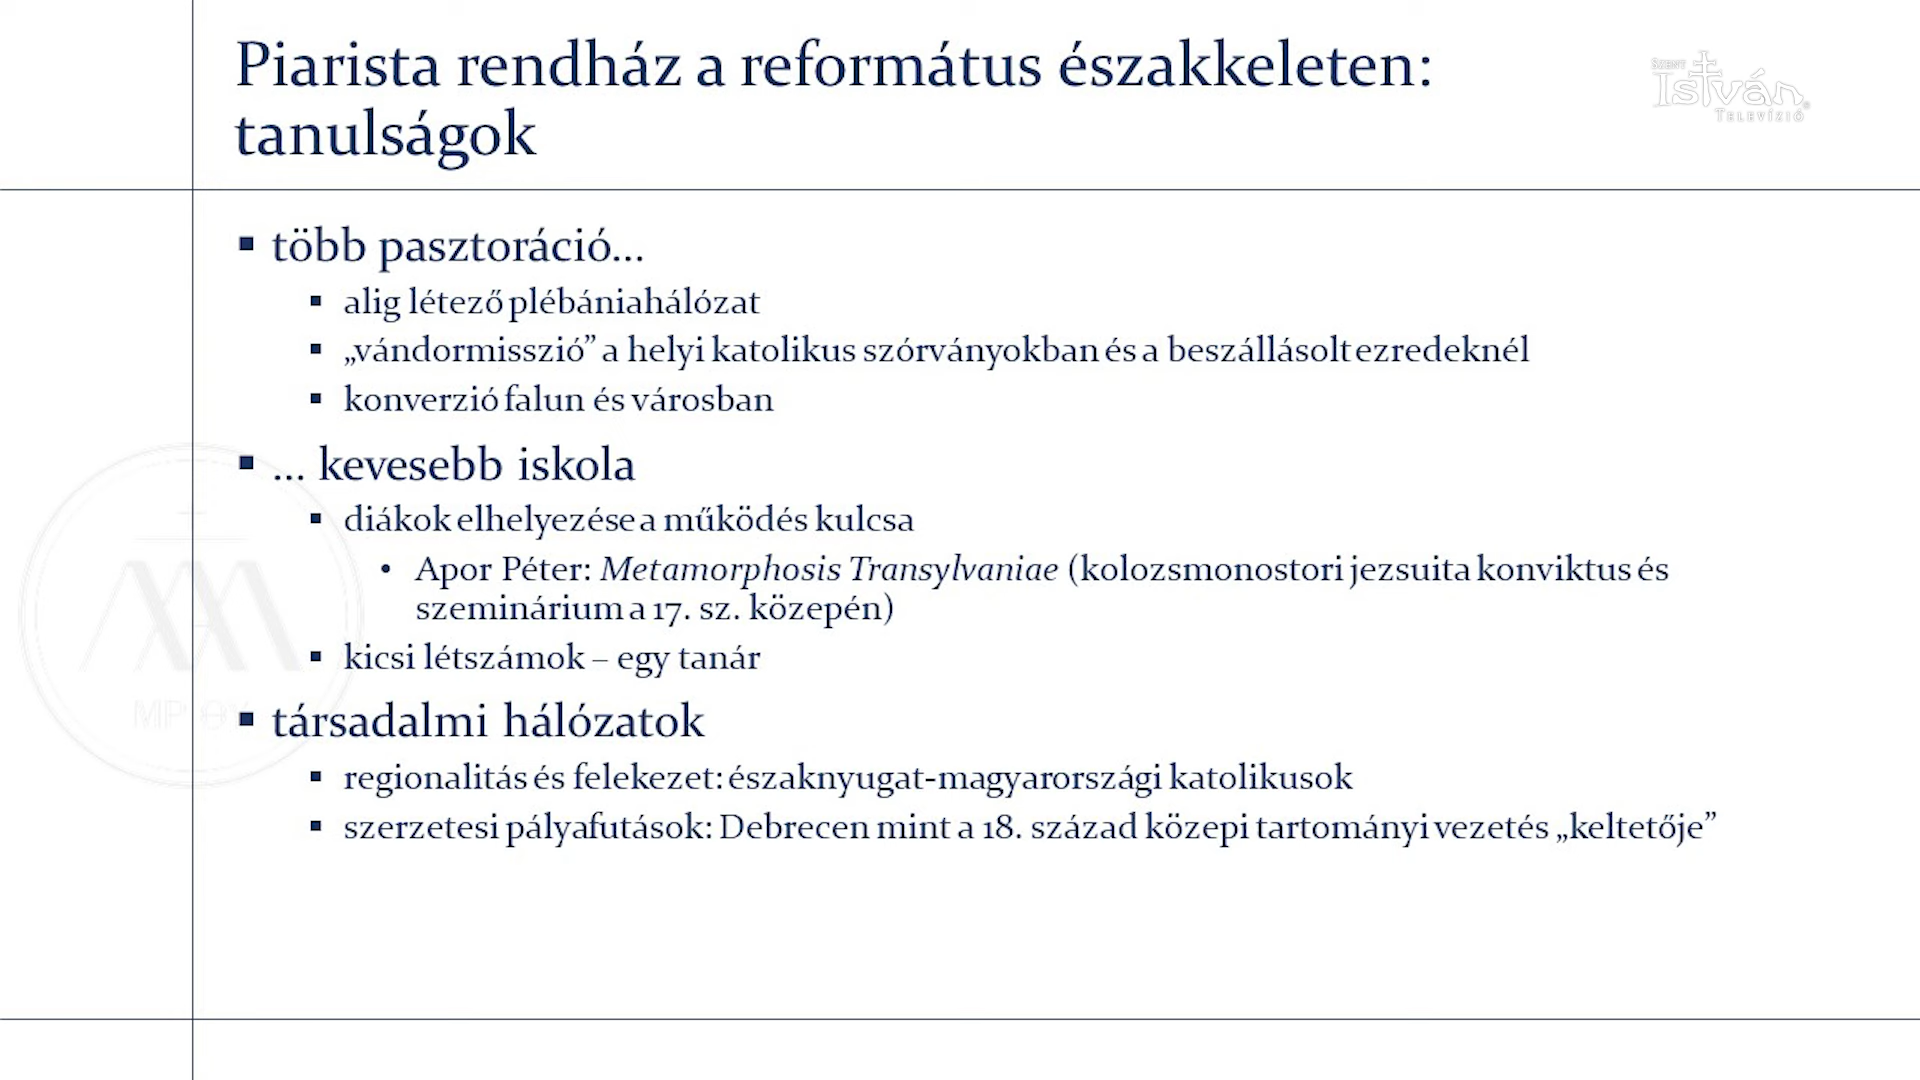 Piarista rendház a református északkeleten:
tanulságok
SZENT
István
TELEVÍZIÓ
▪ több pasztoráció...
▪ alig létező plébániahálózat
▪ „vándormisszió” a helyi katolikus szórványokban és a beszállásolt ezredeknél
▪ konverzió falun és városban
▪ ... kevesebb iskola
▪ diákok elhelyezése a működés kulcsa
• Apor Péter: Metamorphosis Transylvaniae (kolozsmonostori jezsuita konviktus és
szeminárium a 17. sz. közepén)
▪ kicsi létszámok – egy tanár
▪ társadalmi hálózatok
▪ regionalitás és felekezet: északnyugat-magyarországi katolikusok
▪ szerzetesi pályafutások: Debrecen mint a 18. század közepi tartományi vezetés „keltetője”